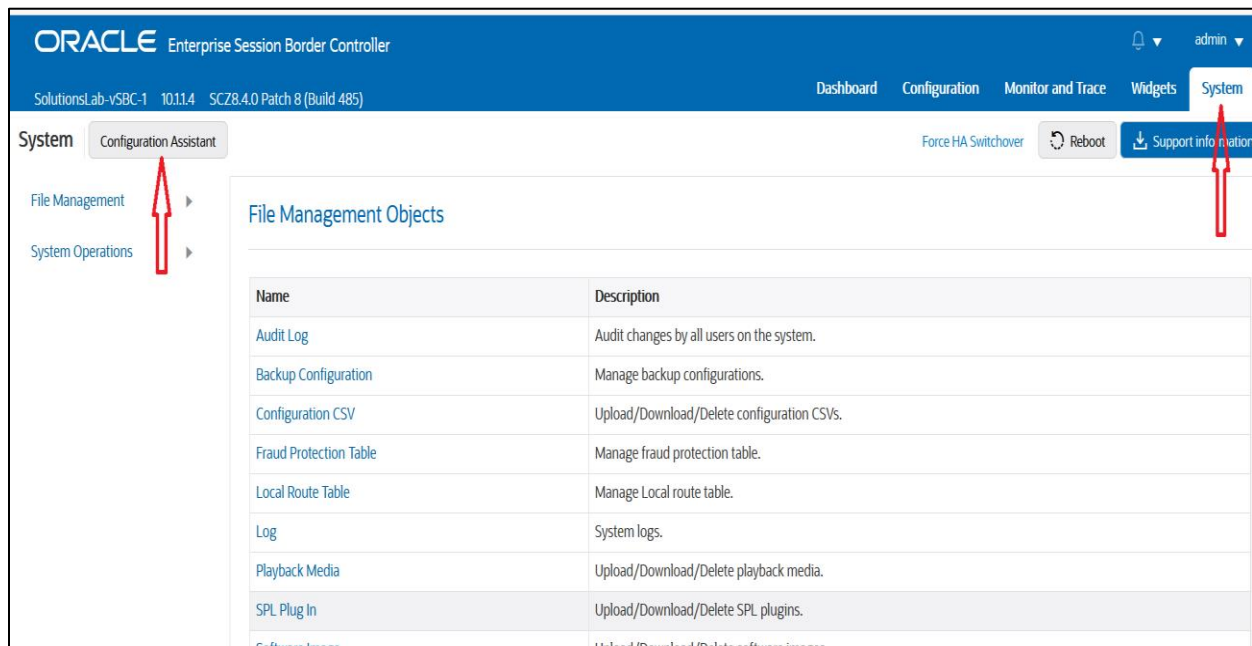 ORACLE Enterprise Session Border Controller
admin
SolutionsLab-vSBC-1 10.1.1.4 SCZ8.4.0 Patch 8 (Build 485)
Dashboard Configuration Monitor and Trace Widgets System
System Configuration Assistant
Force HA Switchover Reboot Support information
File Management
System Operations
File Management Objects
Name Description
Audit Log Audit changes by all users on the system.
Backup Configuration Manage backup configurations.
Configuration CSV Upload/Download/Delete configuration CSVs.
Fraud Protection Table Manage fraud protection table.
Local Route Table Manage Local route table.
Log System logs.
Playback Media Upload/Download/Delete playback media.
SPL Plug In Upload/Download/Delete SPL plugins.